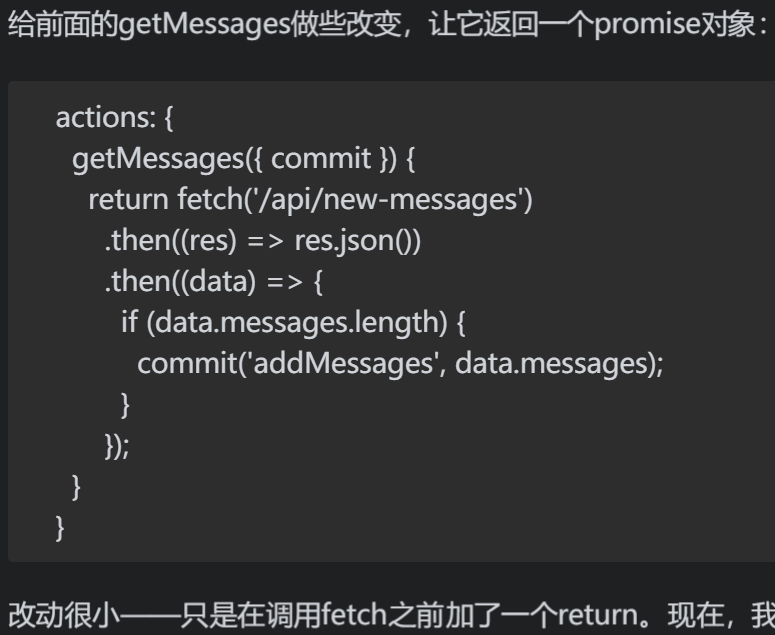 给前面的getMessages做些改变，让它返回一个promise对象：
actions: {
getMessages({ commit }) {
return fetch('/api/new-messages')
.then((res) => res.json())
.then((data) => {
if (data.messages.length) {
commit('addMessages', data.messages);
}
});
}
}
改动很小——只是在调用fetch之前加了一个return。现在，我